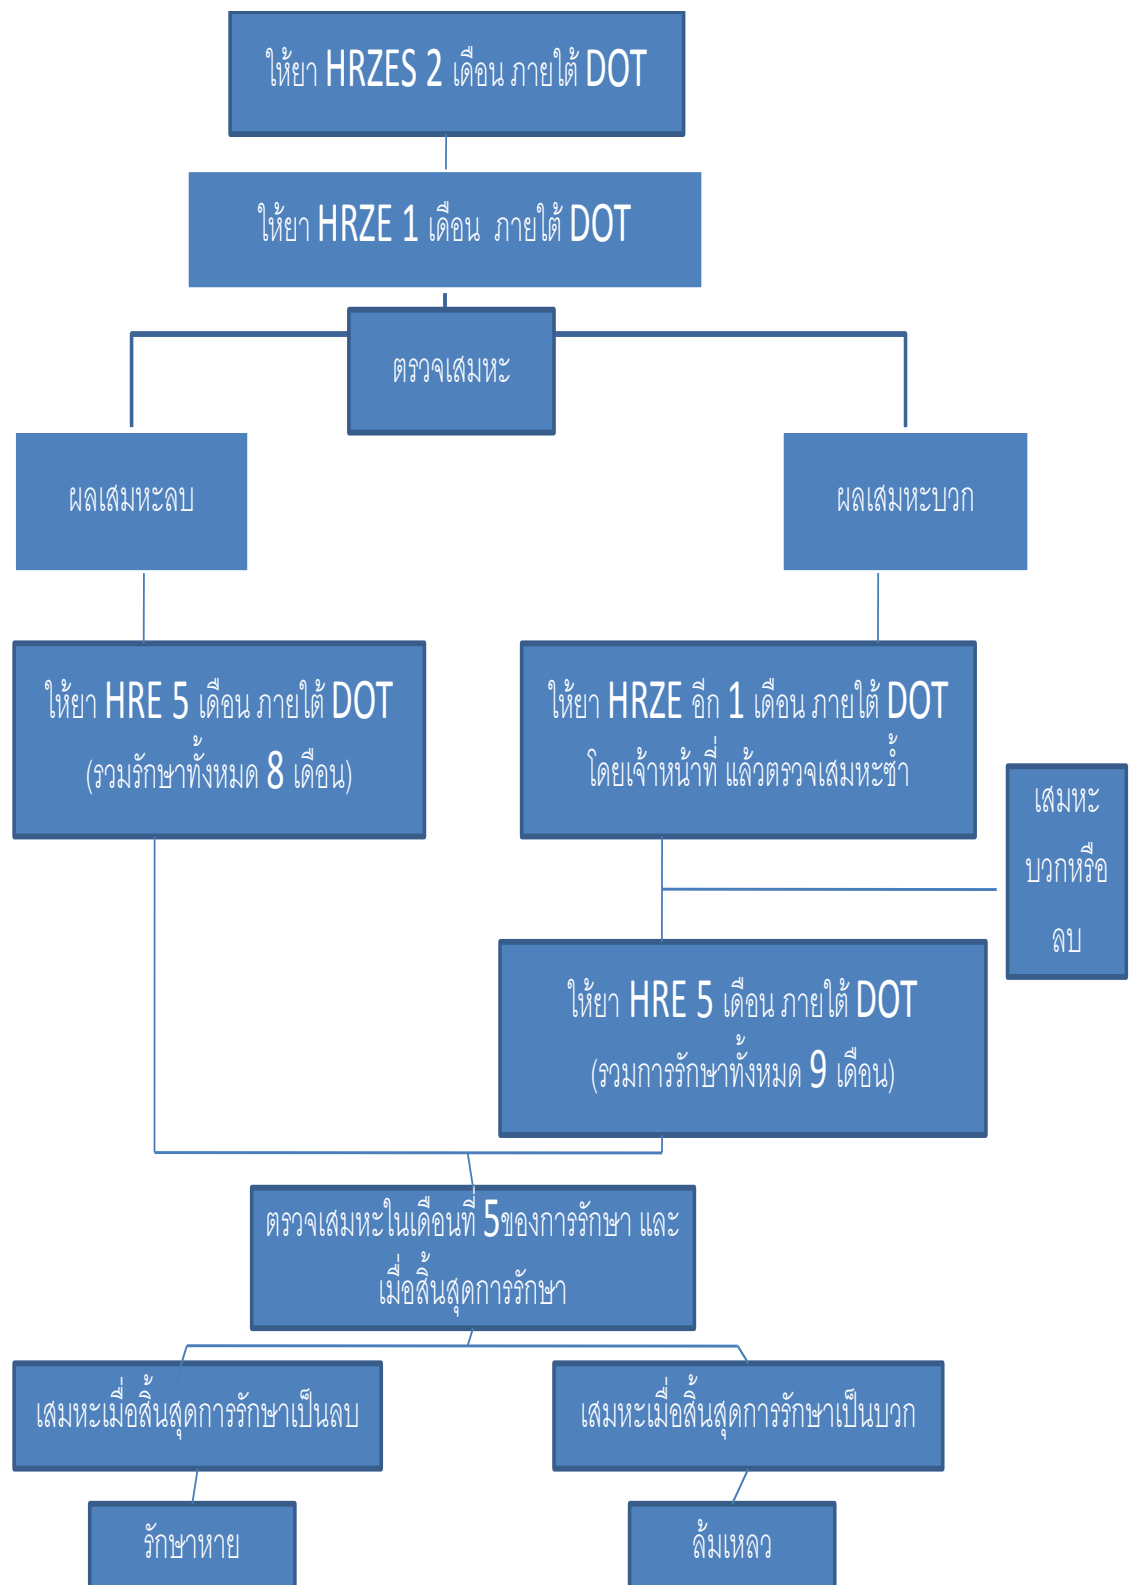 ให้ยา HRZES 2 เดือน ภายใต้ DOT
ให้ยา HRZE 1 เดือน ภายใต้ DOT
ตรวจเสมหะ
ผลเสมหะลบ
ผลเสมหะบวก
ให้ยา HRE 5 เดือน ภายใต้ DOT
(รวมรักษาทั้งหมด 8 เดือน)
ให้ยา HRZE อีก 1 เดือน ภายใต้ DOT
โดยเจ้าหน้าที่ แล้วตรวจเสมหะซ้ำ
เสมหะ
บวกหรือ
ลบ
ให้ยา HRE 5 เดือน ภายใต้ DOT
(รวมการรักษาทั้งหมด 9 เดือน)
ตรวจเสมหะในเดือนที่ 5ของการรักษา และ
เมื่อสิ้นสุดการรักษา
เสมหะเมื่อสิ้นสุดการรักษาเป็นลบ
เสมหะเมื่อสิ้นสุดการรักษาเป็นบวก
รักษาหาย
ล้มเหลว